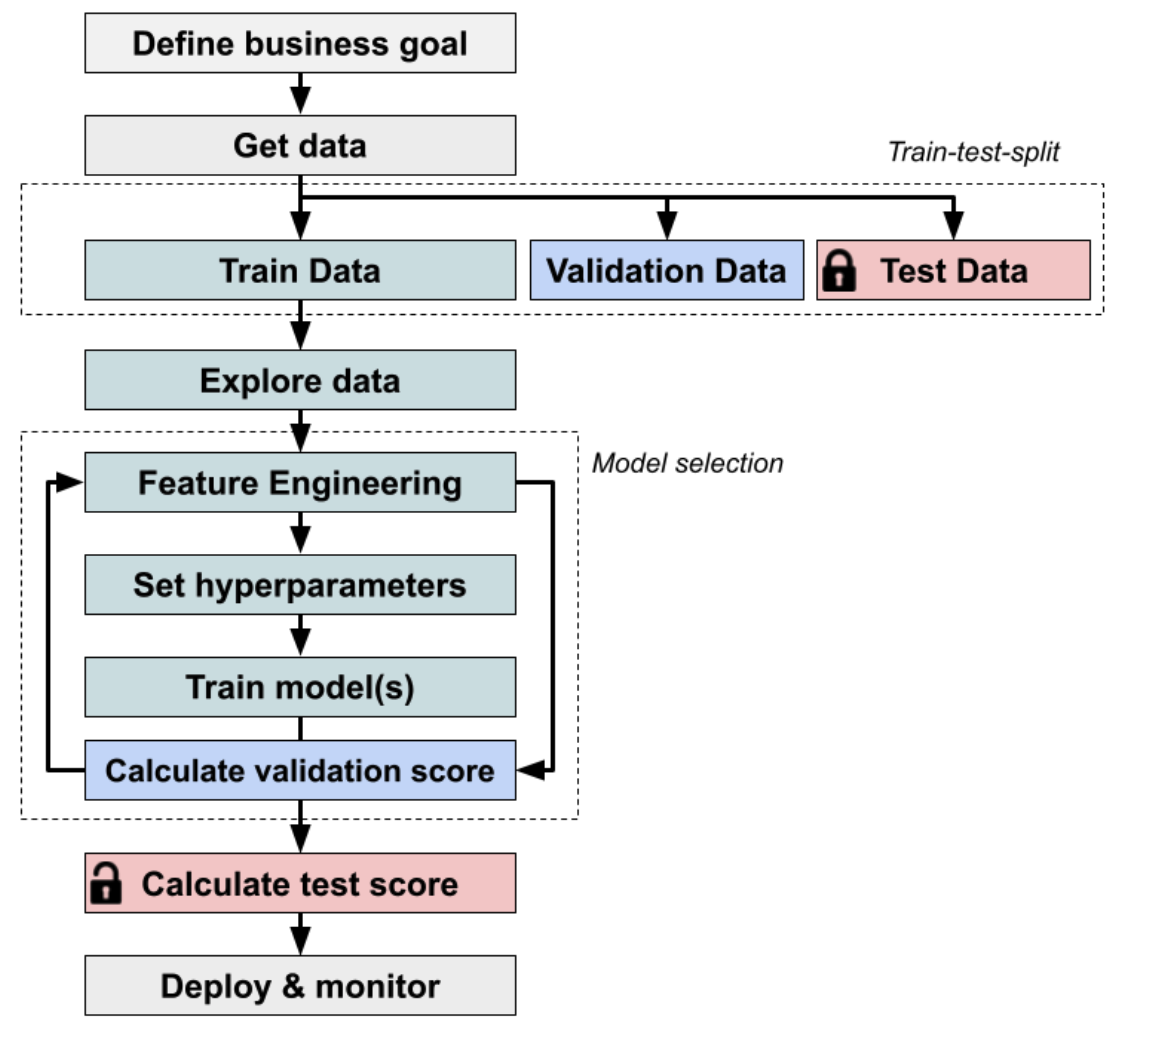 Define business goal
Get data
Train-test-split
Train Data
Validation Data
Test Data
Explore data
Model selection
Feature Engineering
Set hyperparameters
Train model(s)
Calculate validation score
Calculate test score
Deploy & monitor